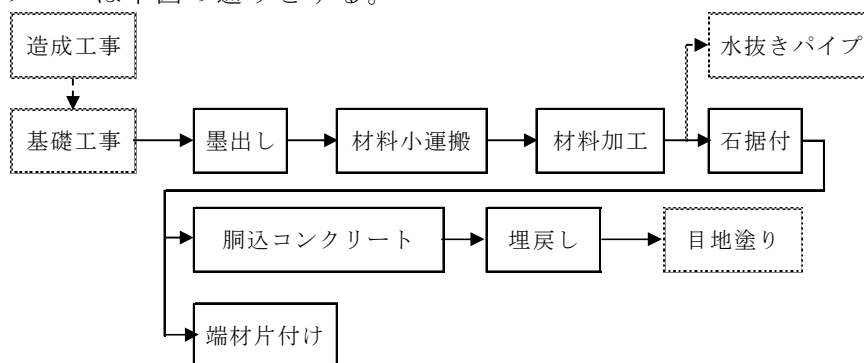 造成工事
水抜きパイプ
基礎工事
墨出し
材料小運搬
材料加工
石据付
胴込コンクリート
埋戻し
目地塗り
端材片付け